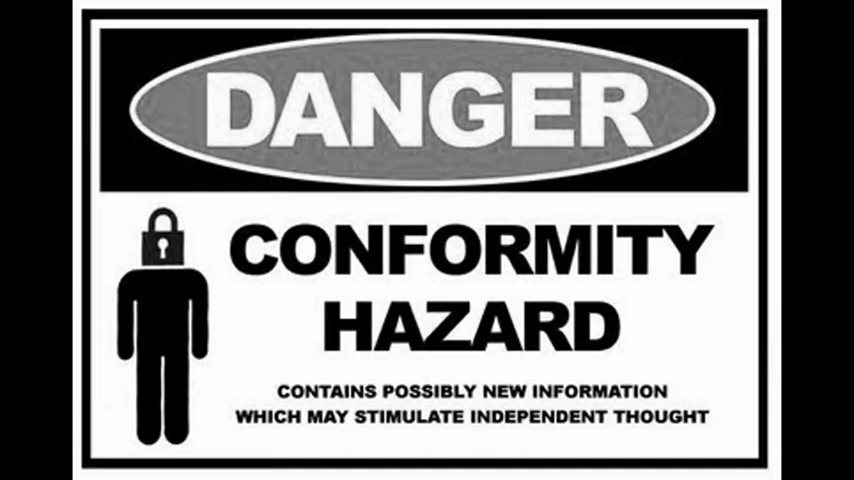 DANGER
CONFORMITY
HAZARD
CONTAINS POSSIBLY NEW INFORMATION
WHICH MAY STIMULATE INDEPENDENT THOUGHT